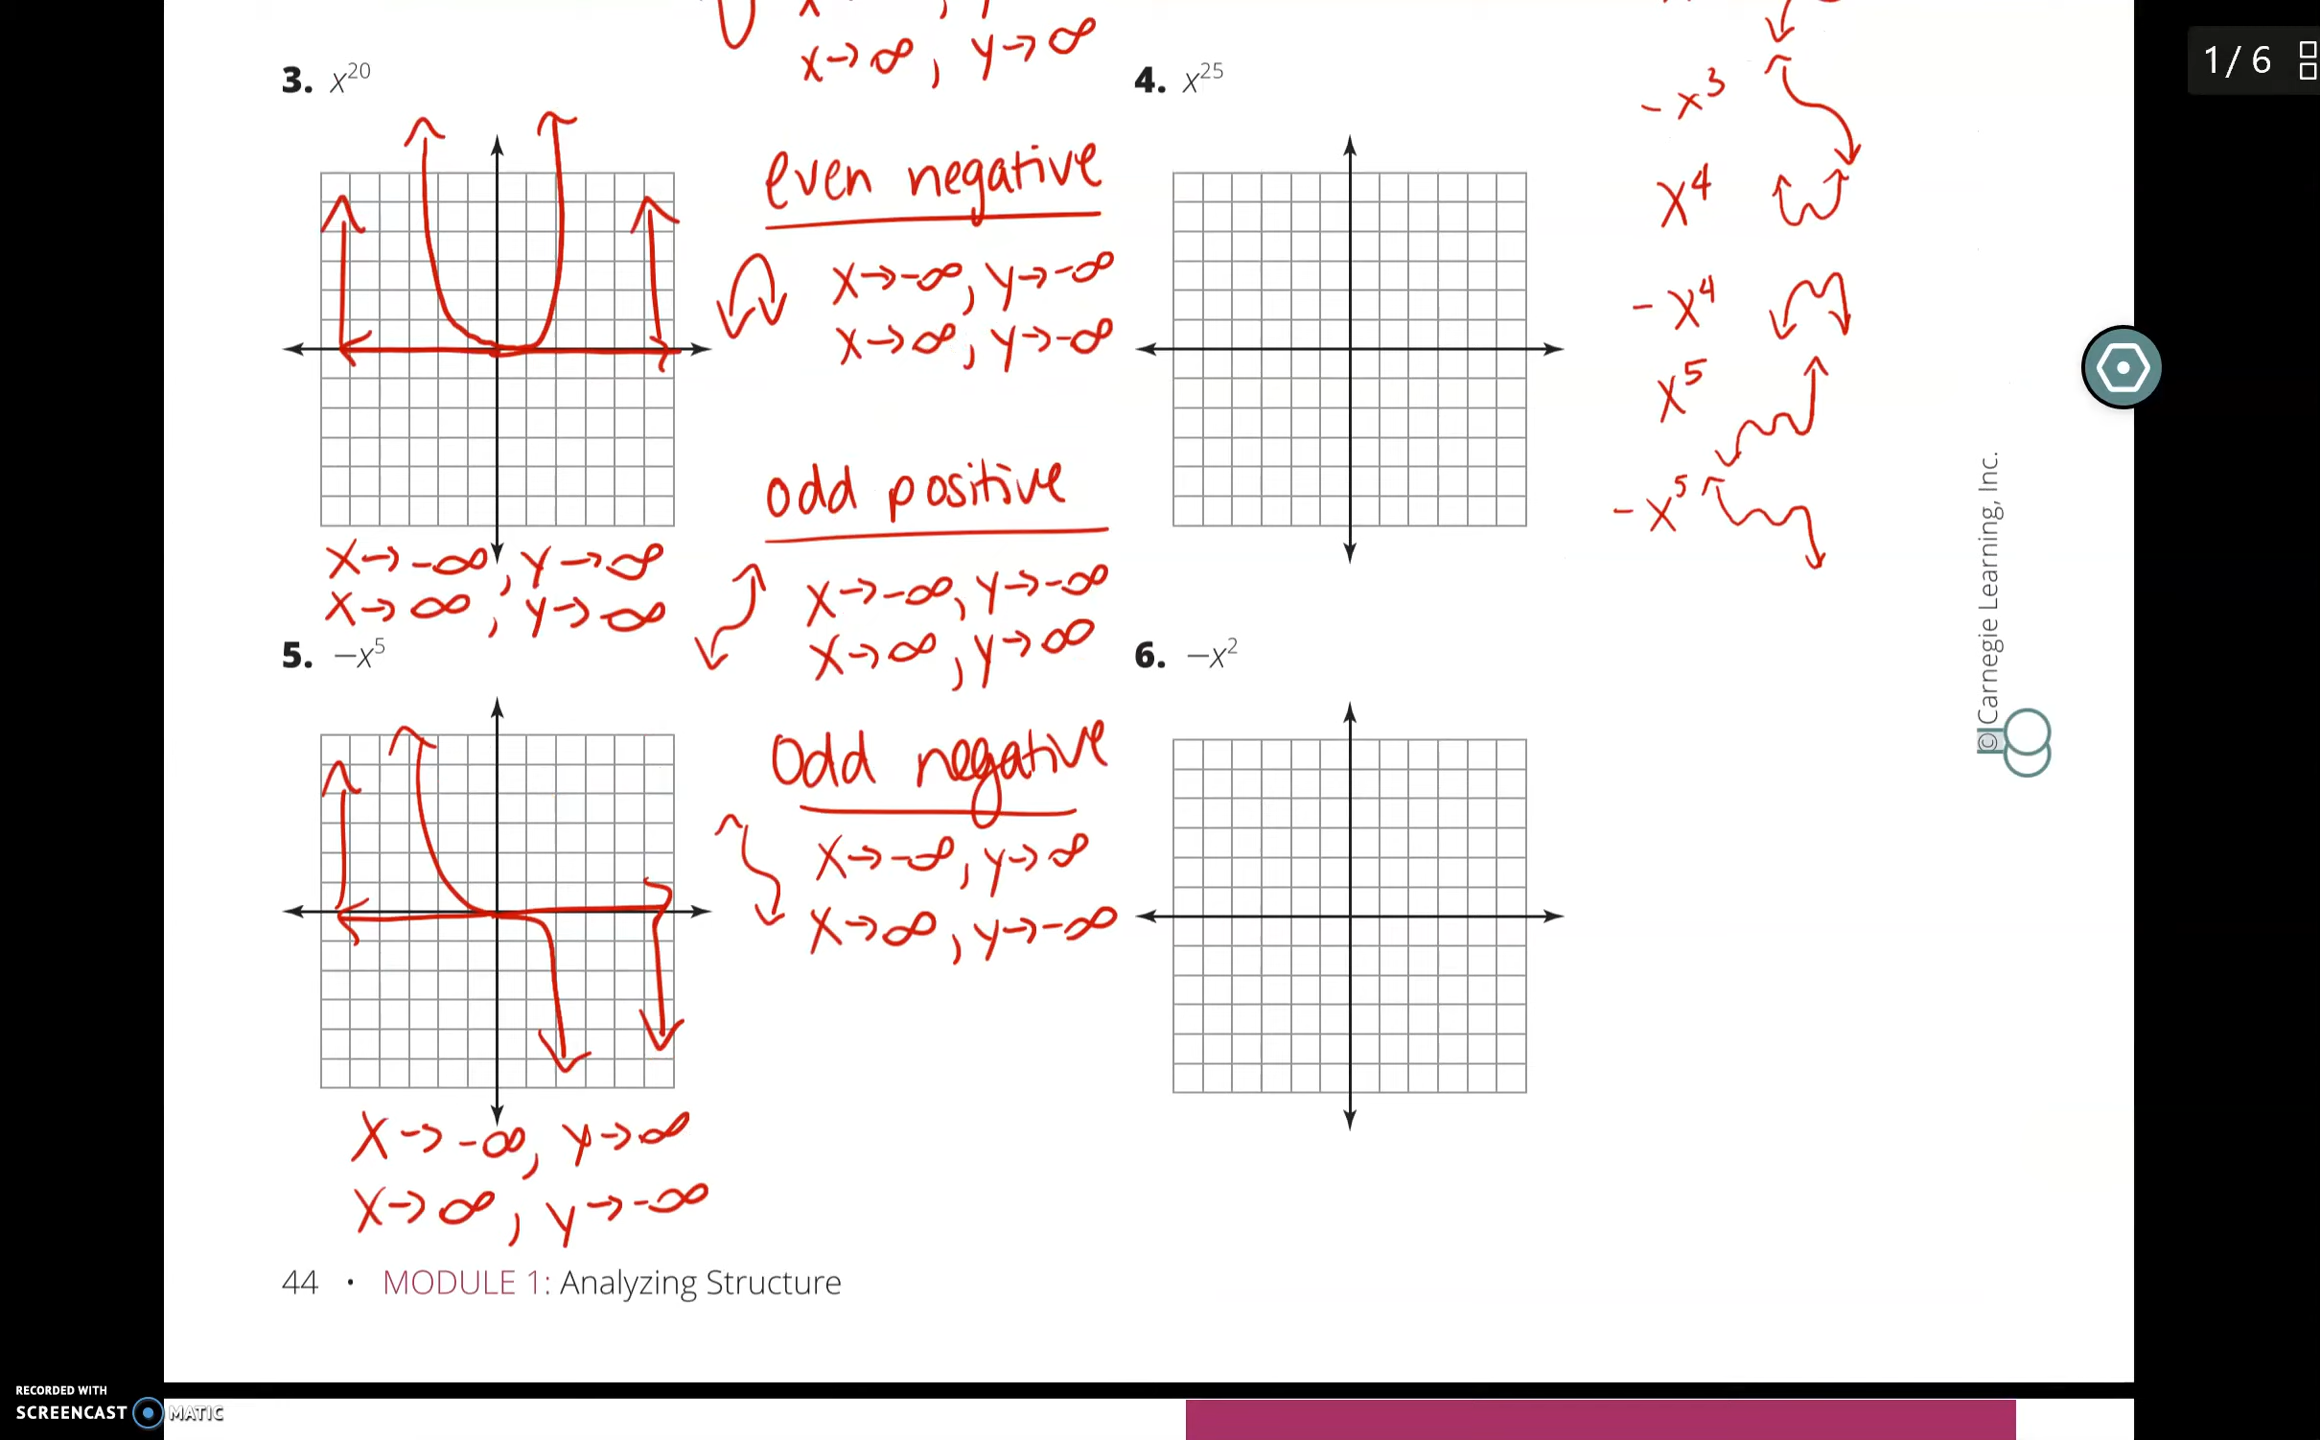 x→∞, y→∞
3. x²⁰
4. x²⁵
1 / 6
-x³
even negative
x⁴
x→-∞, y→-∞
x→∞, y→-∞
-x⁴
x⁵
odd positive
-x⁵
x→-∞, y→∞
x→∞, y→∞
x→-∞, y→-∞
x→∞, y→∞
5. −x⁵
6. −x²
© Carnegie Learning, Inc.
odd negative
x→-∞, y→∞
x→∞, y→-∞
x→-∞, y→∞
x→∞, y→-∞
44 • MODULE 1: Analyzing Structure
RECORDED WITH
SCREENCAST MATIC